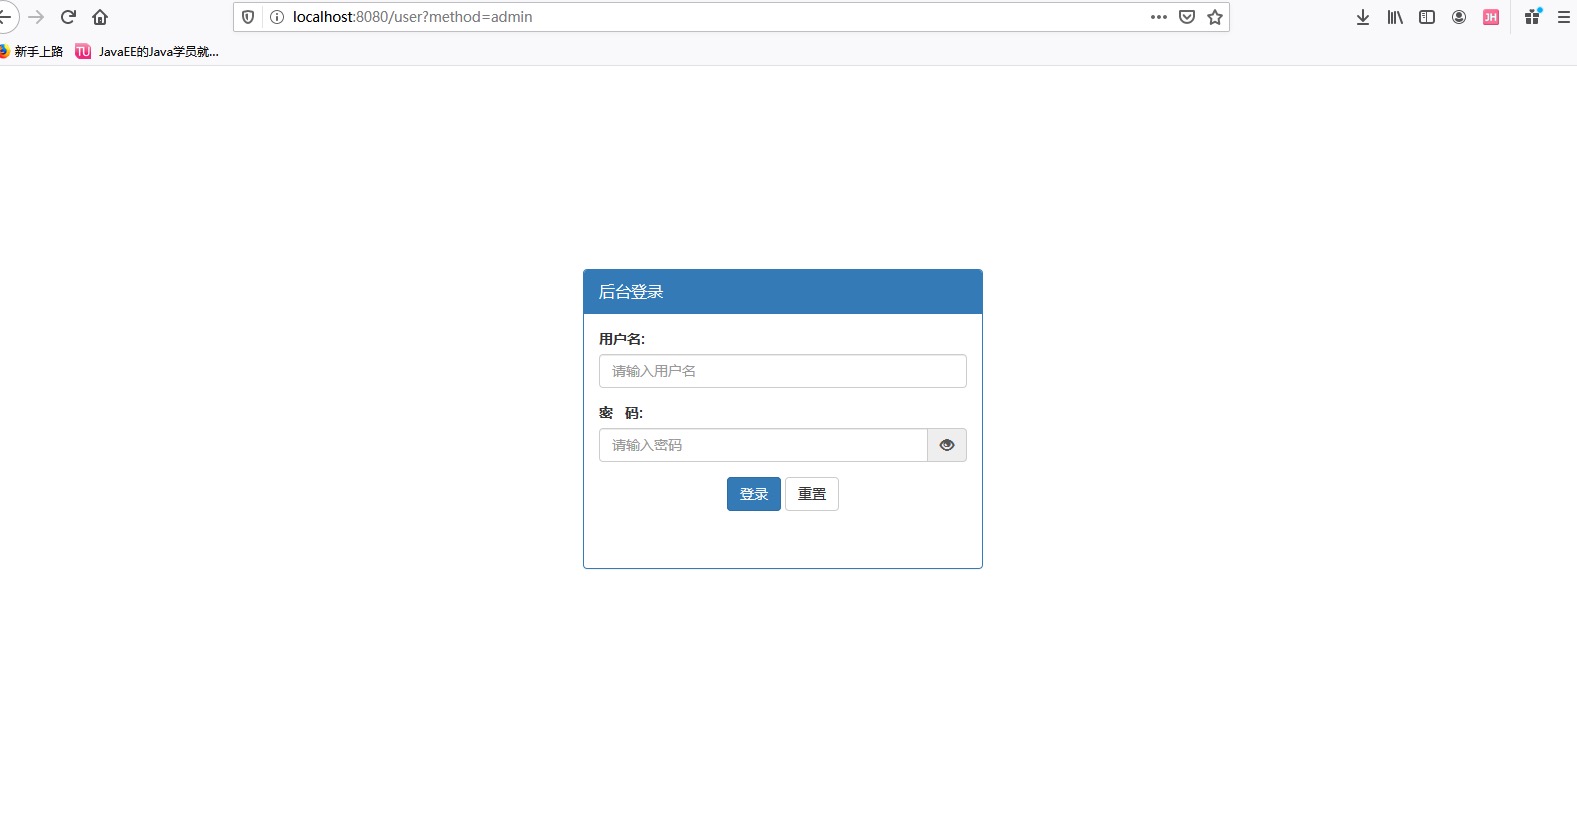 localhost:8080/user?method=admin
JH
新手上路 TU JavaEE的Java学员就...
后台登录
用户名:
请输入用户名
密 码:
请输入密码
登录 重置